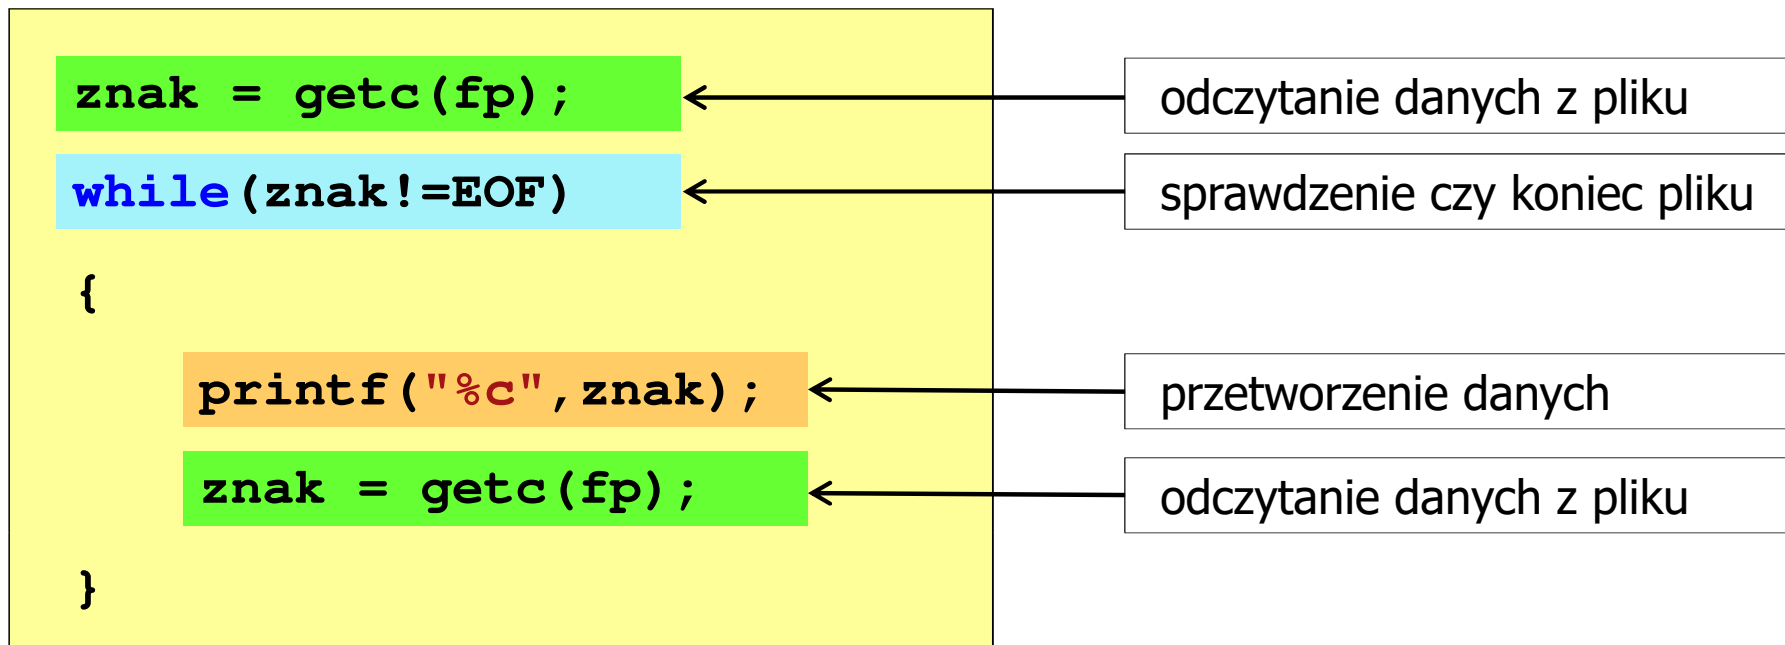 znak = getc(fp);
odczytanie danych z pliku
while(znak!=EOF)
sprawdzenie czy koniec pliku
{
printf("%c",znak);
przetworzenie danych
znak = getc(fp);
odczytanie danych z pliku
}